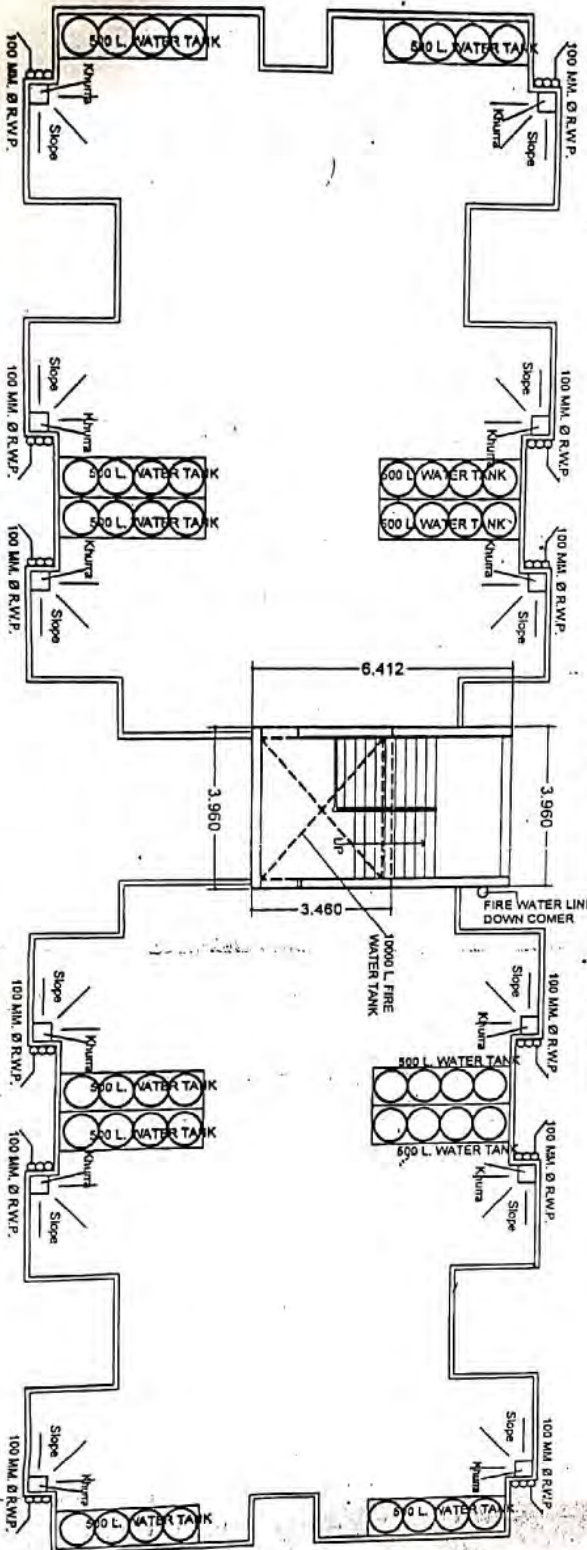 500 L. WATER TANK
500 L. WATER TANK
100 MM. Ø R.W.P.
Khurra
Slope
100 MM. Ø R.W.P.
Khurra
Slope
Slope
100 MM. Ø R.W.P.
Khurra
Slope
100 MM. Ø R.W.P.
Khurra
500 L. WATER TANK
500 L. WATER TANK
500 L. WATER TANK
500 L. WATER TANK
100 MM. Ø R.W.P.
Khurra
Slope
100 MM. Ø R.W.P.
Khurra
Slope
6,412
3.960
3.960
UP
3.460
10000 L FIRE
WATER TANK
FIRE WATER LINE
DOWN COMER
Slope
100 MM. Ø R.W.P.
Khurra
Slope
100 MM. Ø R.W.P.
Khurra
500 L. WATER TANK
500 L. WATER TANK
500 L. WATER TANK
500 L. WATER TANK
100 MM. Ø R.W.P.
Khurra
Slope
100 MM. Ø R.W.P.
Khurra
Slope
Slope
100 MM. Ø R.W.P.
Khurra
Slope
100 MM. Ø R.W.P.
Khurra
500 L. WATER TANK
500 L. WATER TANK